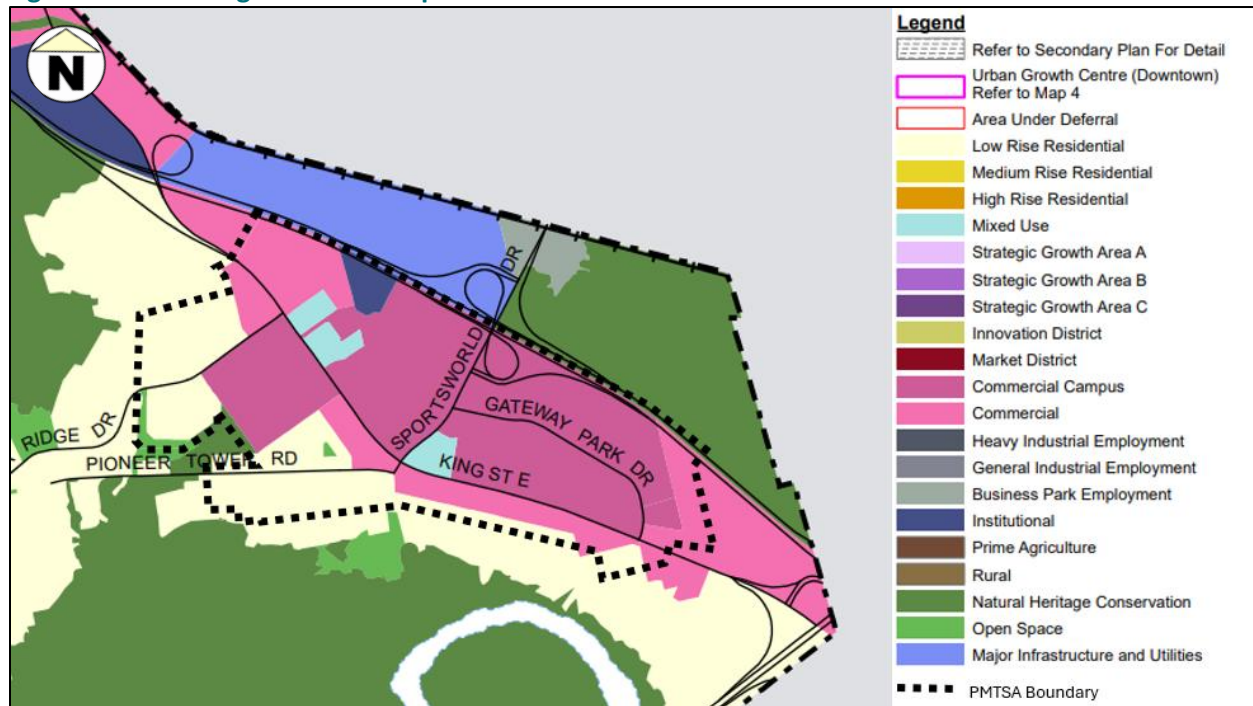 N
RIDGE DR
PIONEER TOWER RD
SPORTSWORLD DR
GATEWAY PARK DR
KING ST E
Legend
Refer to Secondary Plan For Detail
Urban Growth Centre (Downtown)
Refer to Map 4
Area Under Deferral
Low Rise Residential
Medium Rise Residential
High Rise Residential
Mixed Use
Strategic Growth Area A
Strategic Growth Area B
Strategic Growth Area C
Innovation District
Market District
Commercial Campus
Commercial
Heavy Industrial Employment
General Industrial Employment
Business Park Employment
Institutional
Prime Agriculture
Rural
Natural Heritage Conservation
Open Space
Major Infrastructure and Utilities
PMTSA Boundary